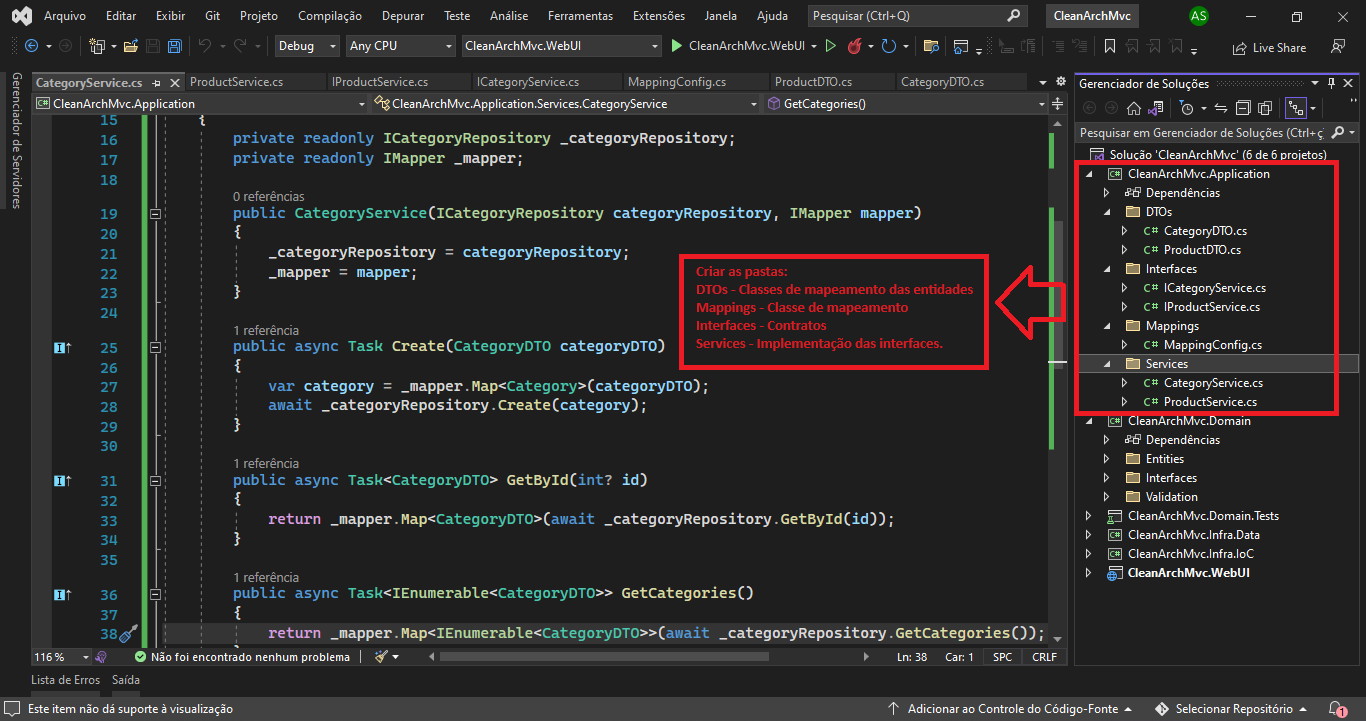 Arquivo Editar Exibir Git Projeto Compilação Depurar Teste Análise Ferramentas Extensões Janela Ajuda Pesquisar (Ctrl+Q) CleanArchMvc AS
Debug Any CPU CleanArchMvc.WebUI CleanArchMvc.WebUI Live Share
Gerenciador de Servidores
CategoryService.cs ProductService.cs IProductService.cs ICategoryService.cs MappingConfig.cs ProductDTO.cs CategoryDTO.cs
CleanArchMvc.Application CleanArchMvc.Application.Services.CategoryService GetCategories()
15 {
16 private readonly ICategoryRepository _categoryRepository;
17 private readonly IMapper _mapper;
18
0 referências
19 public CategoryService(ICategoryRepository categoryRepository, IMapper mapper)
20 {
21 _categoryRepository = categoryRepository;
22 _mapper = mapper;
23 }
24
1 referência
25 public async Task Create(CategoryDTO categoryDTO)
26 {
27 var category = _mapper.Map<Category>(categoryDTO);
28 await _categoryRepository.Create(category);
29 }
30
1 referência
31 public async Task<CategoryDTO> GetById(int? id)
32 {
33 return _mapper.Map<CategoryDTO>(await _categoryRepository.GetById(id));
34 }
35
1 referência
36 public async Task<IEnumerable<CategoryDTO>> GetCategories()
37 {
38 return _mapper.Map<IEnumerable<CategoryDTO>>(await _categoryRepository.GetCategories());
Criar as pastas:
DTOs - Classes de mapeamento das entidades
Mappings - Classe de mapeamento
Interfaces - Contratos
Services - Implementação das interfaces.
116 % Não foi encontrado nenhum problema Ln: 38 Car: 1 SPC CRLF
Gerenciador de Soluções
Pesquisar em Gerenciador de Soluções (Ctrl+ç
Solução 'CleanArchMvc' (6 de 6 projetos)
CleanArchMvc.Application
Dependências
DTOs
C# CategoryDTO.cs
C# ProductDTO.cs
Interfaces
C# ICategoryService.cs
C# IProductService.cs
Mappings
C# MappingConfig.cs
Services
C# CategoryService.cs
C# ProductService.cs
CleanArchMvc.Domain
Dependências
Entities
Interfaces
Validation
CleanArchMvc.Domain.Tests
CleanArchMvc.Infra.Data
CleanArchMvc.Infra.IoC
CleanArchMvc.WebUI
Lista de Erros Saída
Este item não dá suporte à visualização Adicionar ao Controle do Código-Fonte Selecionar Repositório 1